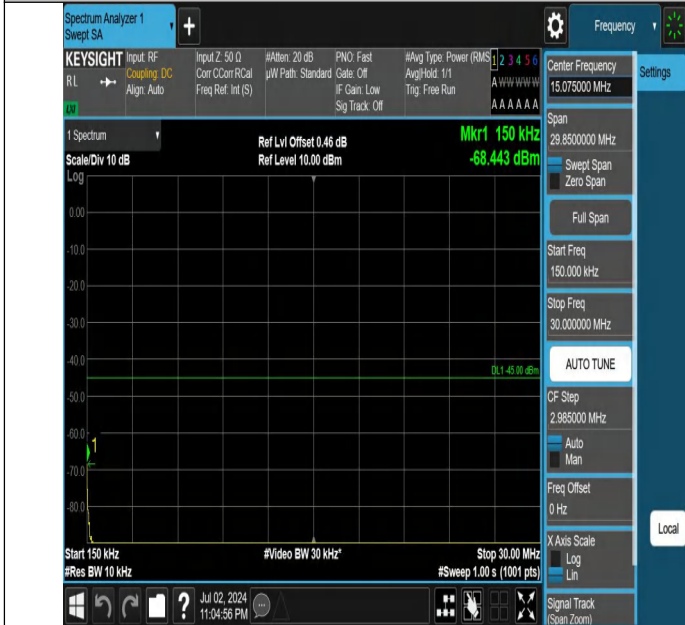 Spectrum Analyzer 1
Swept SA
+
Frequency
KEYSIGHT
RL
LXI
Input: RF
Coupling: DC
Align: Auto
Input Z: 50 Ω
Corr CCorr RCal
Freq Ref: Int (S)
#Atten: 20 dB
µW Path: Standard
PNO: Fast
Gate: Off
IF Gain: Low
Sig Track: Off
#Avg Type: Power (RMS
Avg|Hold: 1/1
Trig: Free Run
1 2 3 4 5 6
A W W W W W
A A A A A A
1 Spectrum
Scale/Div 10 dB
Log
Ref Lvl Offset 0.46 dB
Ref Level 10.00 dBm
Mkr1 150 kHz
-68.443 dBm
0.00
-10.0
-20.0
-30.0
-40.0
DL1 -45.00 dBm
-50.0
-60.0
1
-70.0
-80.0
Start 150 kHz
#Res BW 10 kHz
#Video BW 30 kHz*
Stop 30.00 MHz
#Sweep 1.00 s (1001 pts)
?
Jul 02, 2024
11:04:56 PM
Center Frequency
15.075000 MHz
Settings
Span
29.8500000 MHz
Swept Span
Zero Span
Full Span
Start Freq
150.000 kHz
Stop Freq
30.000000 MHz
AUTO TUNE
CF Step
2.985000 MHz
Auto
Man
Freq Offset
0 Hz
X Axis Scale
Log
Lin
Local
Signal Track
(Span Zoom)